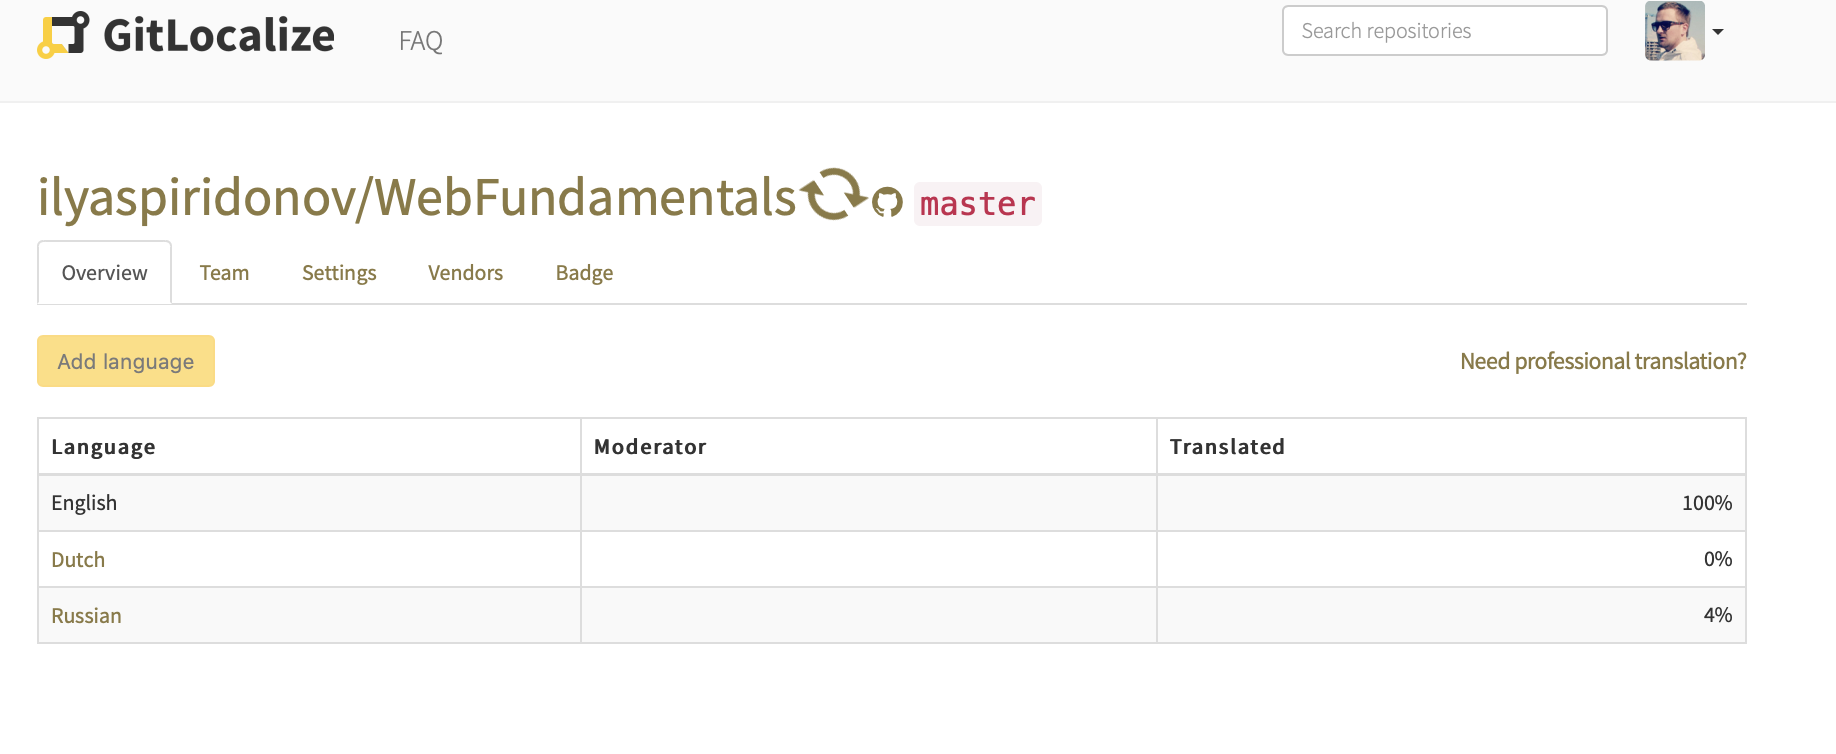 GitLocalize FAQ Search repositories
ilyaspiridonov/WebFundamentals master
Overview Team Settings Vendors Badge
Add language Need professional translation?
Language Moderator Translated
English 100%
Dutch 0%
Russian 4%